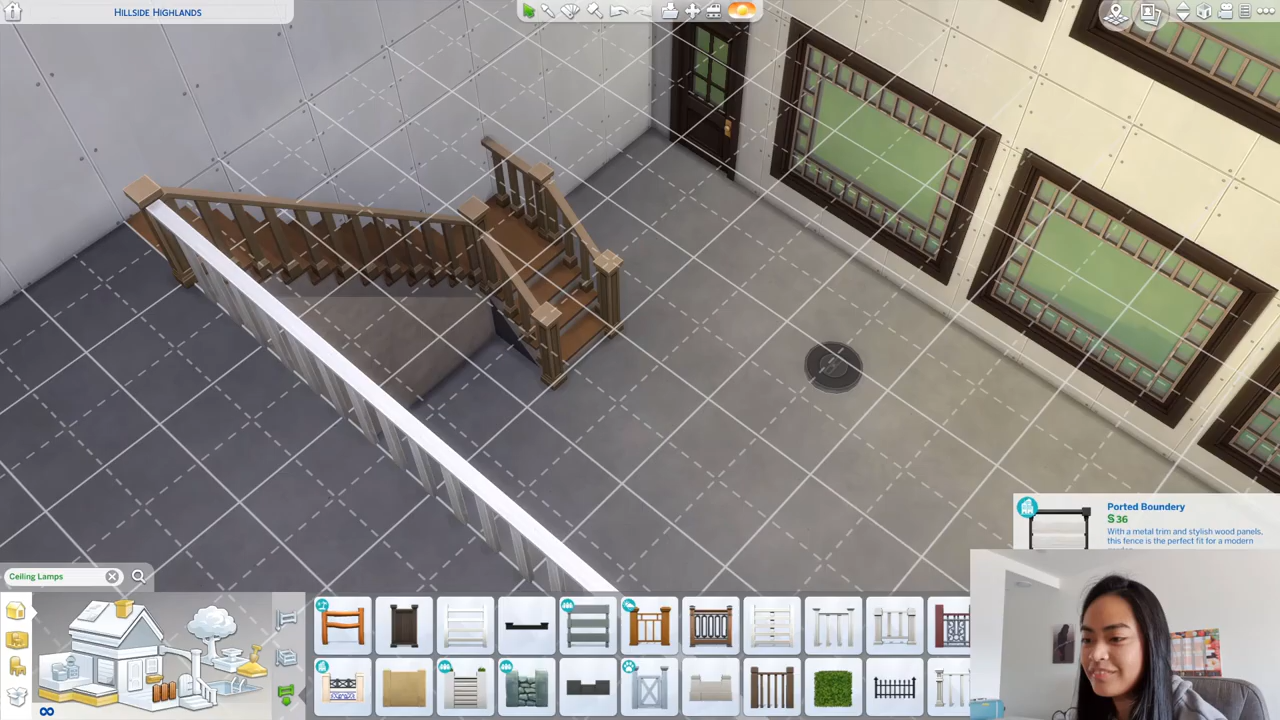 HILLSIDE HIGHLANDS
Ported Boundery
§36
With a metal trim and stylish wood panels,
this fence is the perfect fit for a modern
Ceiling Lamps